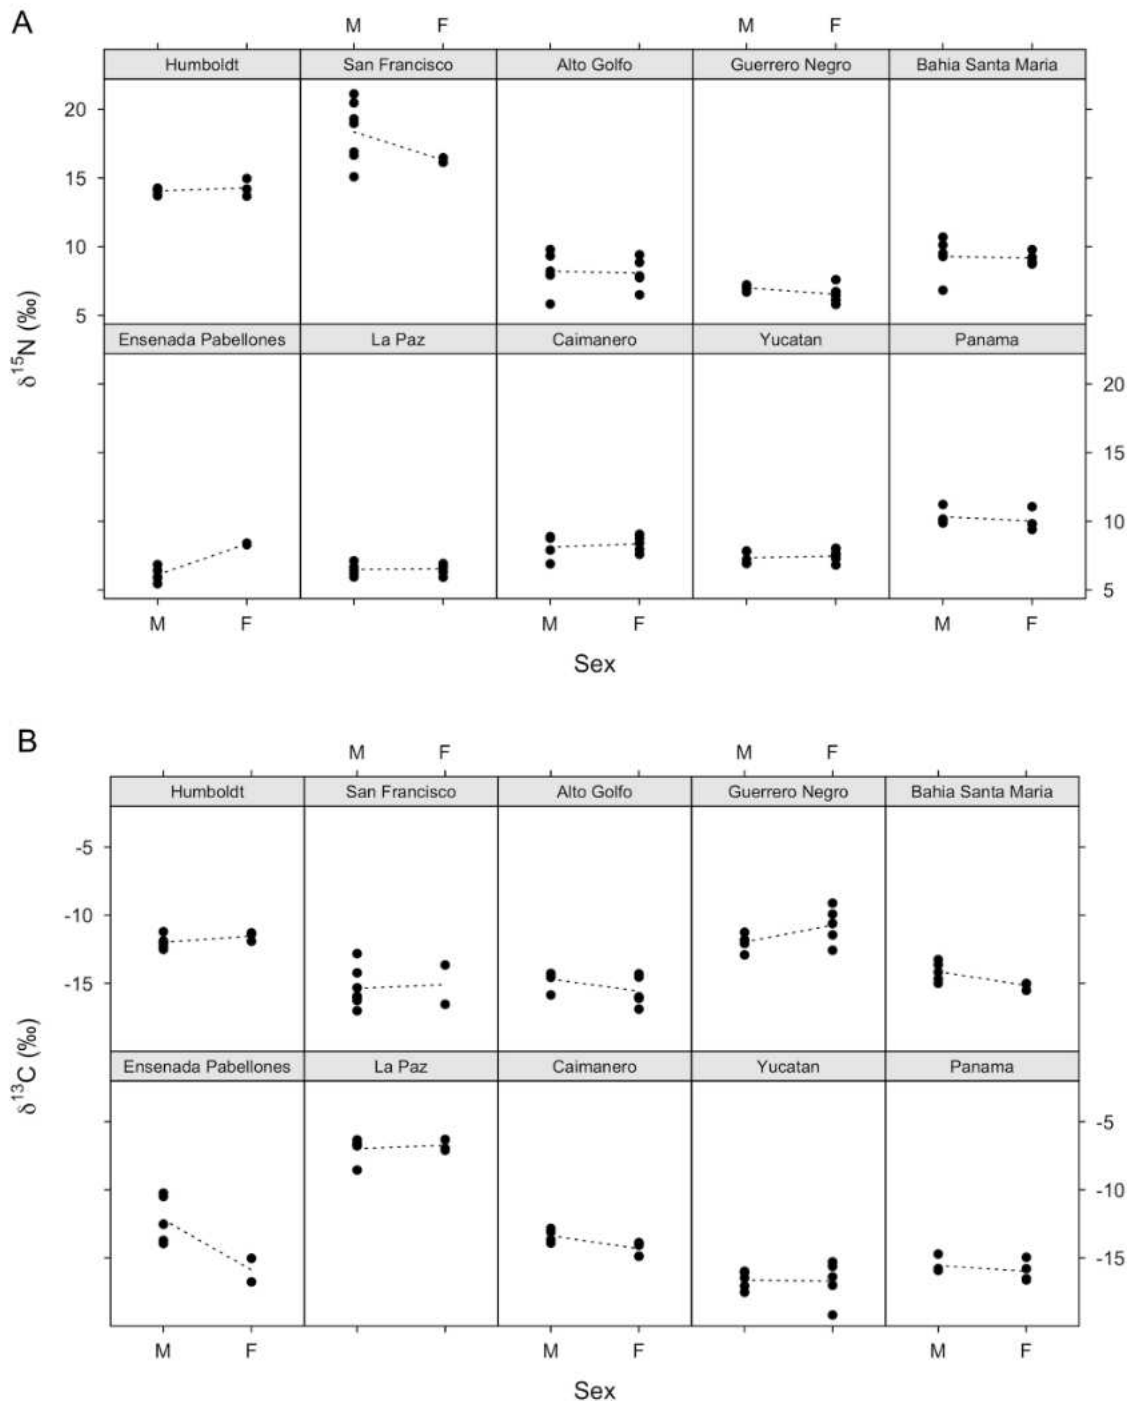 A
M F M F
Humboldt San Francisco Alto Golfo Guerrero Negro Bahia Santa Maria
20
15
10
5
δ15N (‰)
Ensenada Pabellones La Paz Caimanero Yucatan Panama
20
15
10
5
M F M F M F
Sex
B
M F M F
Humboldt San Francisco Alto Golfo Guerrero Negro Bahia Santa Maria
-5
-10
-15
δ13C (‰)
Ensenada Pabellones La Paz Caimanero Yucatan Panama
-5
-10
-15
M F M F M F
Sex